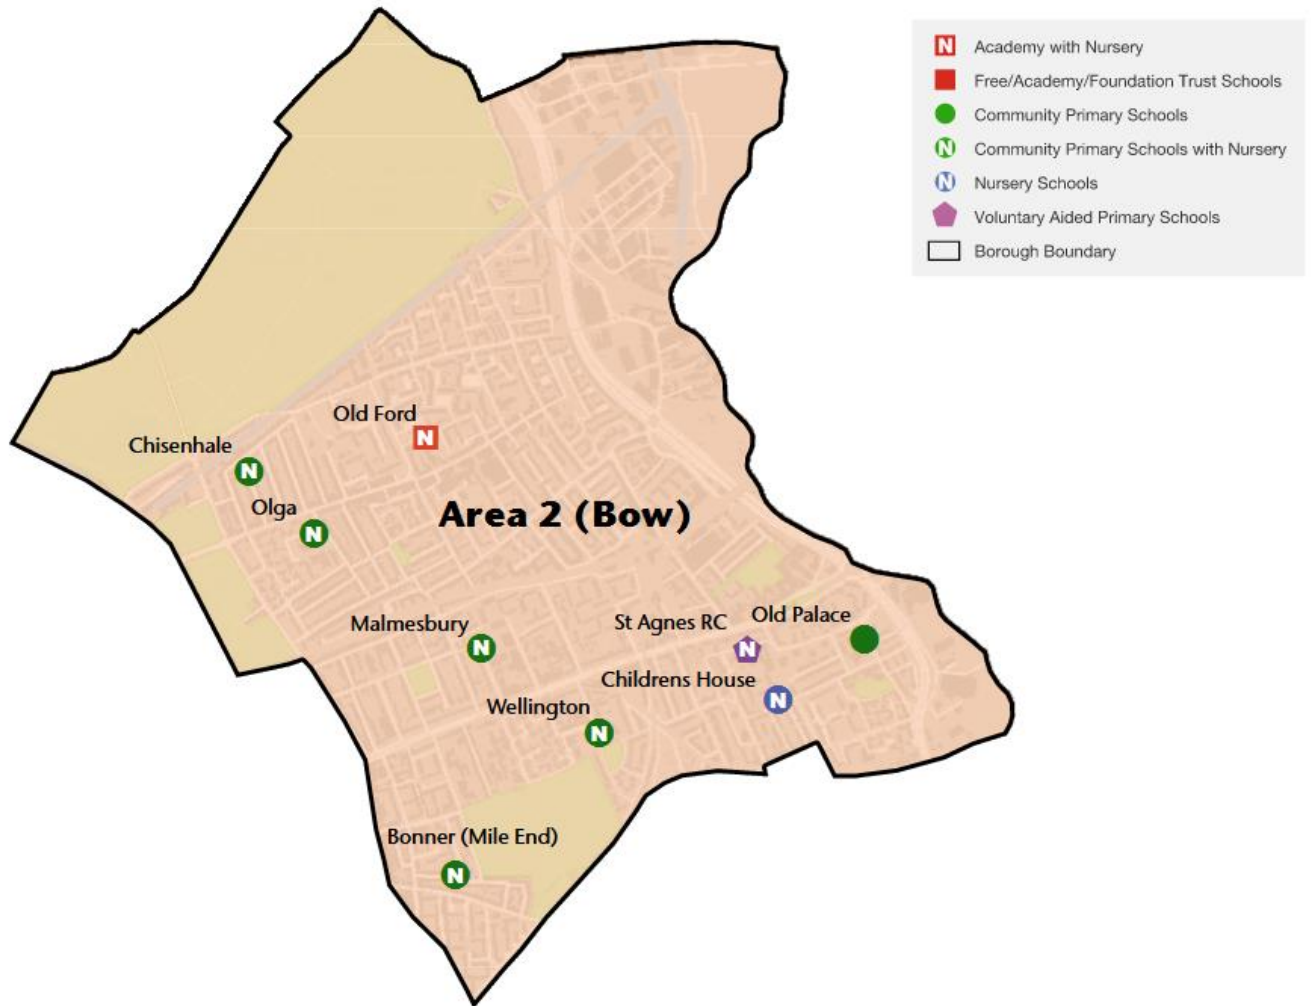 N Academy with Nursery
Free/Academy/Foundation Trust Schools
Community Primary Schools
N Community Primary Schools with Nursery
N Nursery Schools
Voluntary Aided Primary Schools
Borough Boundary
Old Ford
N
Chisenhale
N
Olga
N
Area 2 (Bow)
Malmesbury
N
St Agnes RC
N
Old Palace
Childrens House
N
Wellington
N
Bonner (Mile End)
N